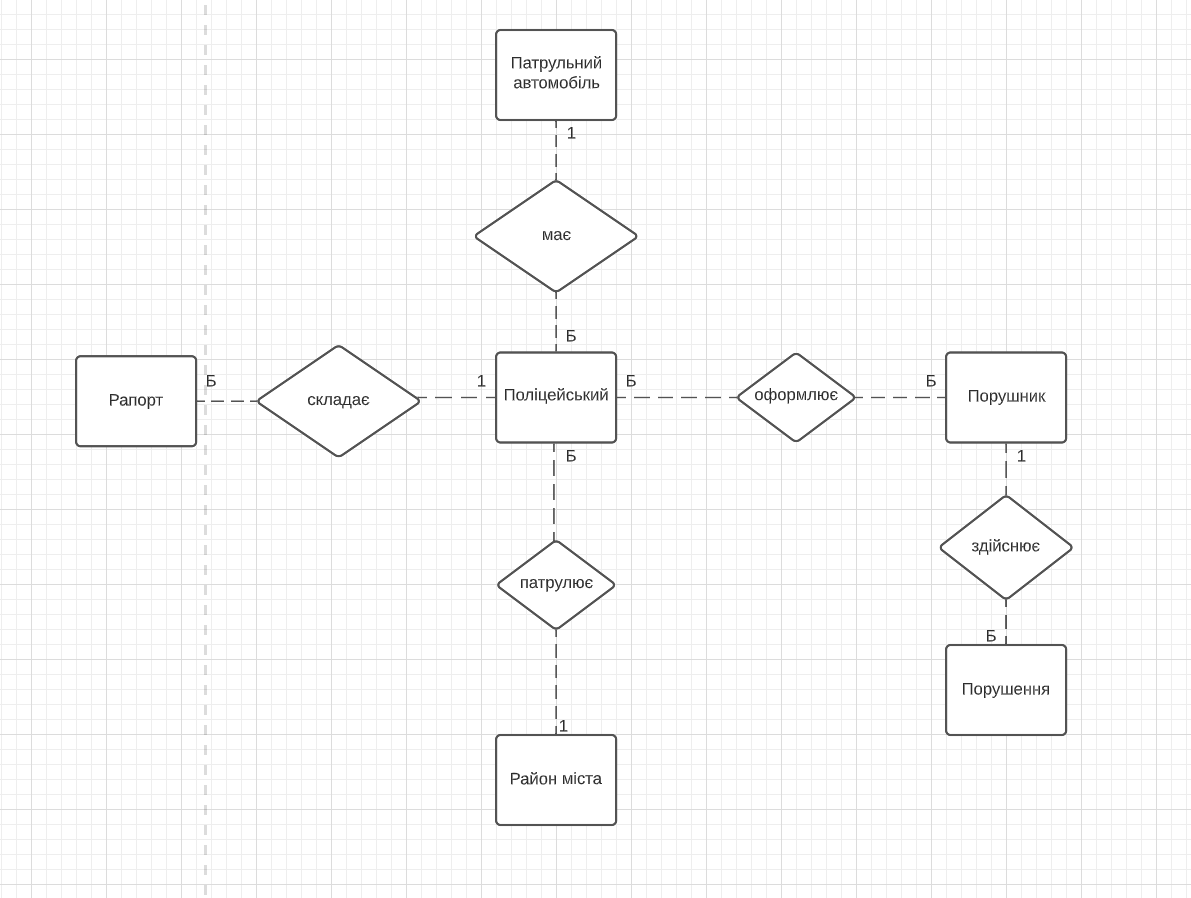 Патрульний
автомобіль
1
має
Б
Рапорт
Б
складає
1
Поліцейський
Б
оформлює
Б
Порушник
Б
1
патрулює
здійснює
1
Б
Район міста
Порушення